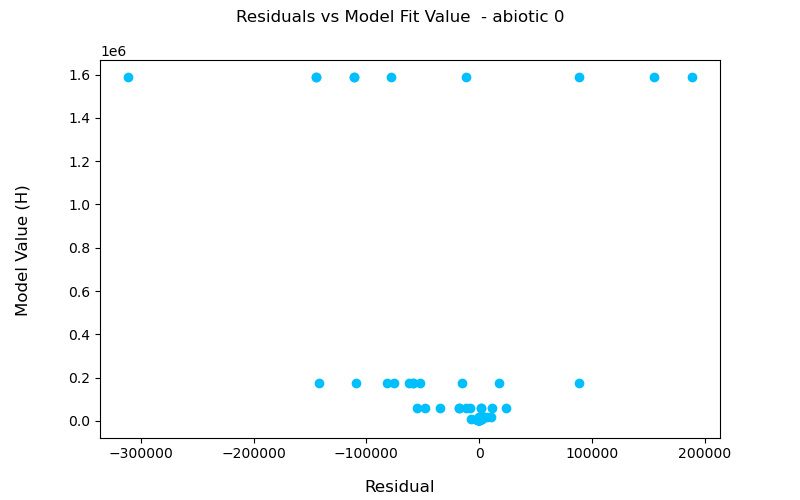 Residuals vs Model Fit Value  - abiotic 0
1e6
1.6
1.4
1.2
1.0
0.8
0.6
0.4
0.2
0.0
Model Value (H)
−300000 −200000 −100000 0 100000 200000
Residual